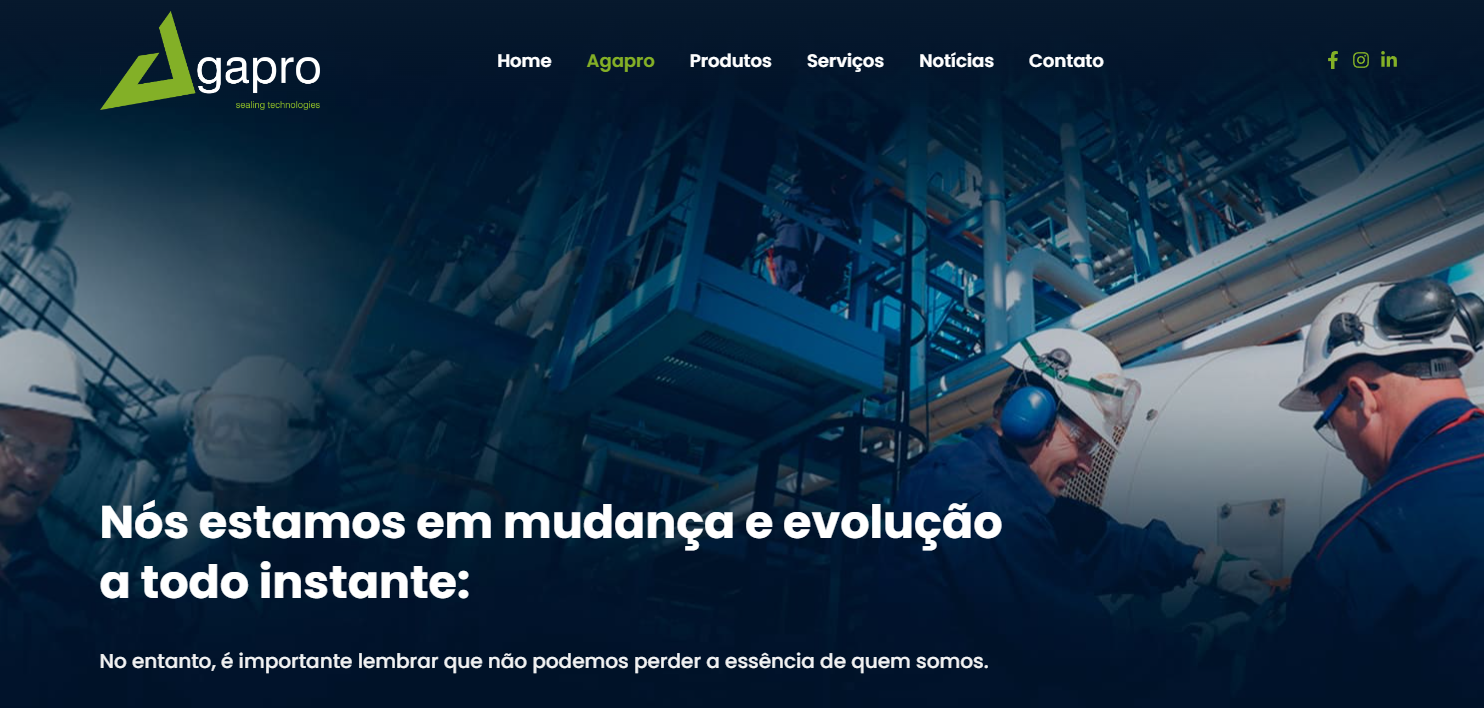 Agapro
sealing technologies
Home Agapro Produtos Serviços Notícias Contato
Nós estamos em mudança e evolução
a todo instante:
No entanto, é importante lembrar que não podemos perder a essência de quem somos.